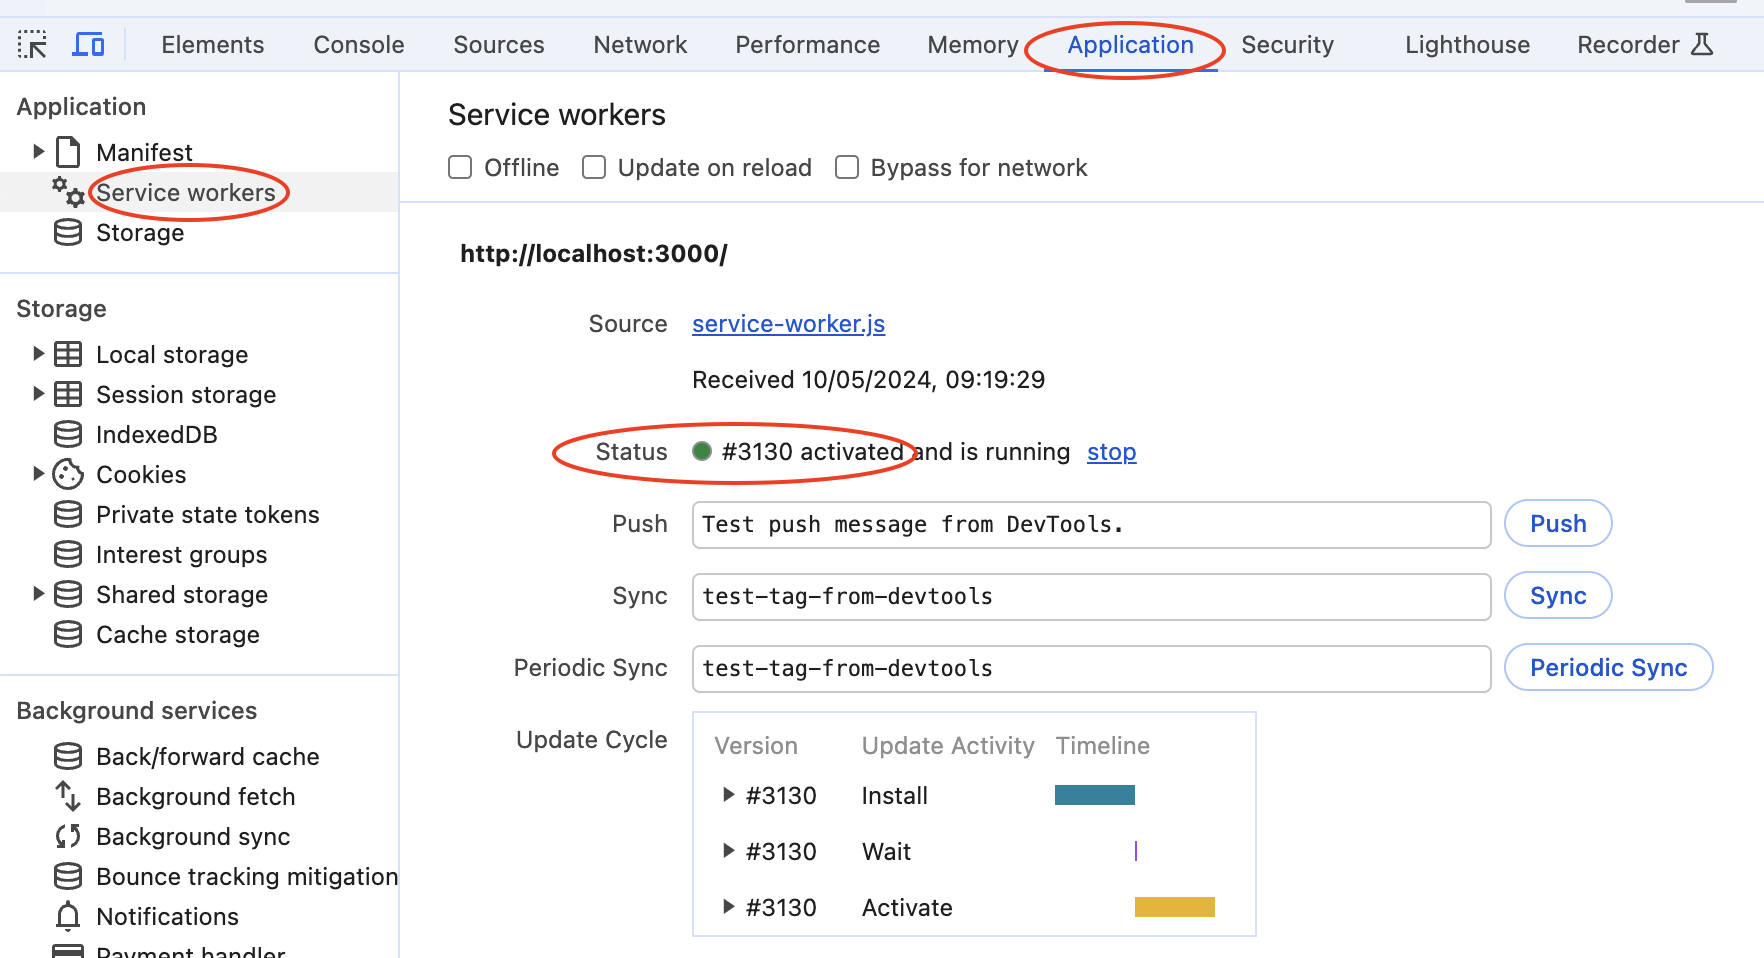 Elements Console Sources Network Performance Memory Application Security Lighthouse Recorder
Application
Manifest
Service workers
Storage
Storage
Local storage
Session storage
IndexedDB
Cookies
Private state tokens
Interest groups
Shared storage
Cache storage
Background services
Back/forward cache
Background fetch
Background sync
Bounce tracking mitigation
Notifications
Payment handler
Service workers
Offline Update on reload Bypass for network
http://localhost:3000/
Source service-worker.js
Received 10/05/2024, 09:19:29
Status #3130 activated and is running stop
Push Test push message from DevTools. Push
Sync test-tag-from-devtools Sync
Periodic Sync test-tag-from-devtools Periodic Sync
Update Cycle Version Update Activity Timeline
#3130 Install
#3130 Wait
#3130 Activate